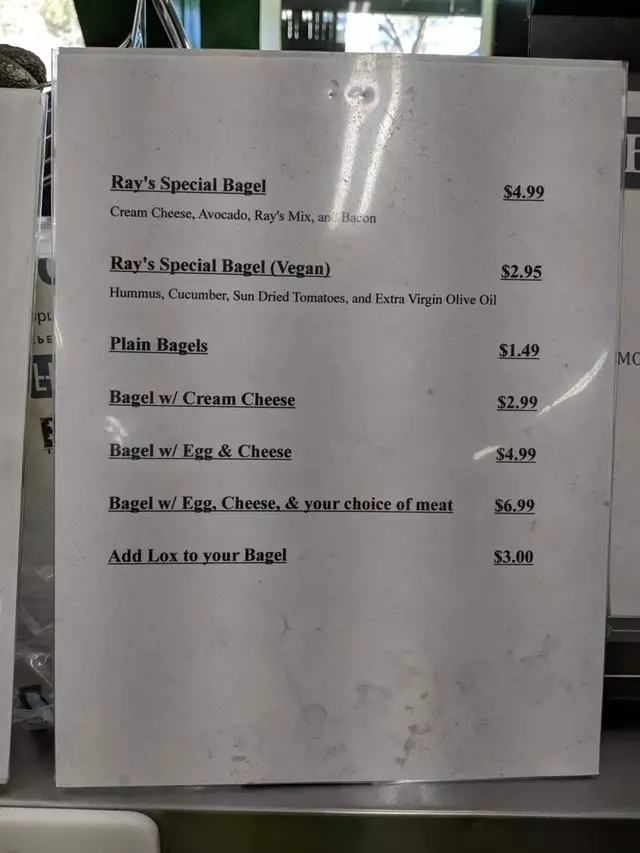 Ray's Special Bagel $4.99
Cream Cheese, Avocado, Ray's Mix, and Bacon
Ray's Special Bagel (Vegan) $2.95
Hummus, Cucumber, Sun Dried Tomatoes, and Extra Virgin Olive Oil
Plain Bagels $1.49
Bagel w/ Cream Cheese $2.99
Bagel w/ Egg & Cheese $4.99
Bagel w/ Egg, Cheese, & your choice of meat $6.99
Add Lox to your Bagel $3.00